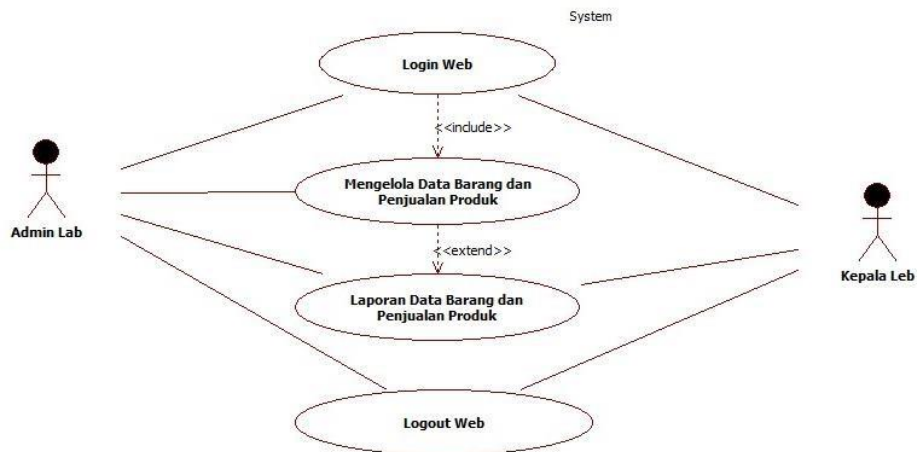 System
Login Web
<<include>>
Mengelola Data Barang dan
Penjualan Produk
Admin Lab
<<extend>>
Kepala Leb
Laporan Data Barang dan
Penjualan Produk
Logout Web